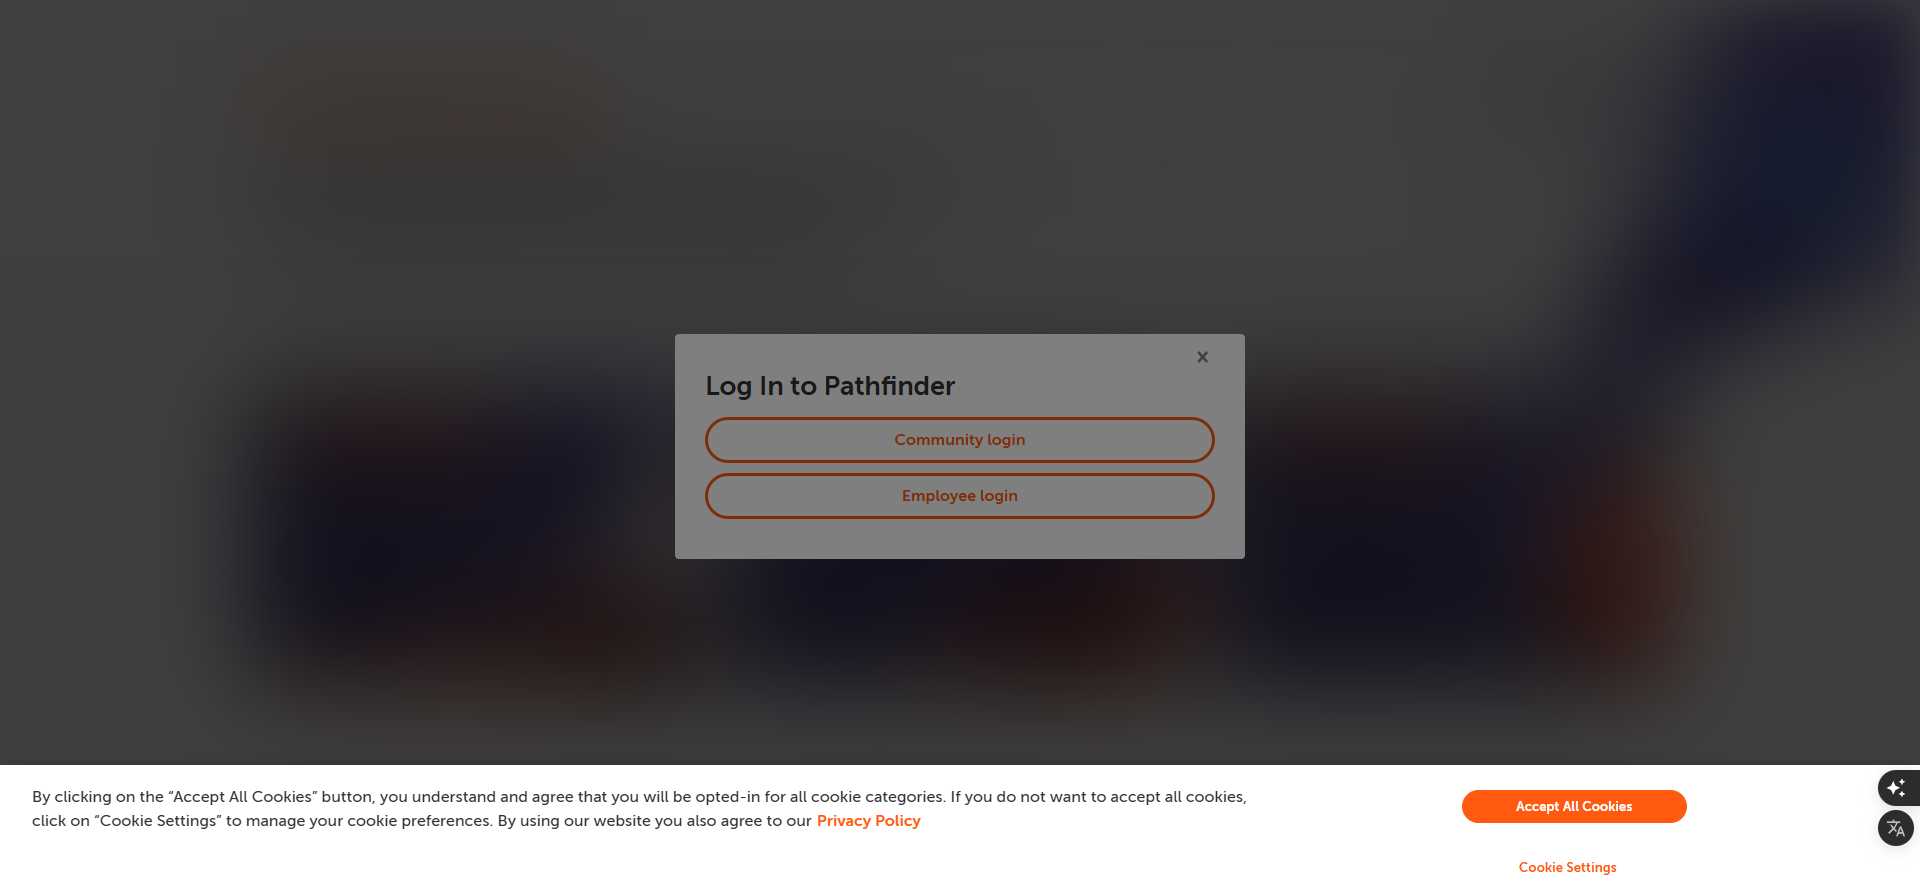 ×
Log In to Pathfinder
Community login
Employee login
By clicking on the “Accept All Cookies” button, you understand and agree that you will be opted-in for all cookie categories. If you do not want to accept all cookies,
click on “Cookie Settings” to manage your cookie preferences. By using our website you also agree to our Privacy Policy
Accept All Cookies
Cookie Settings